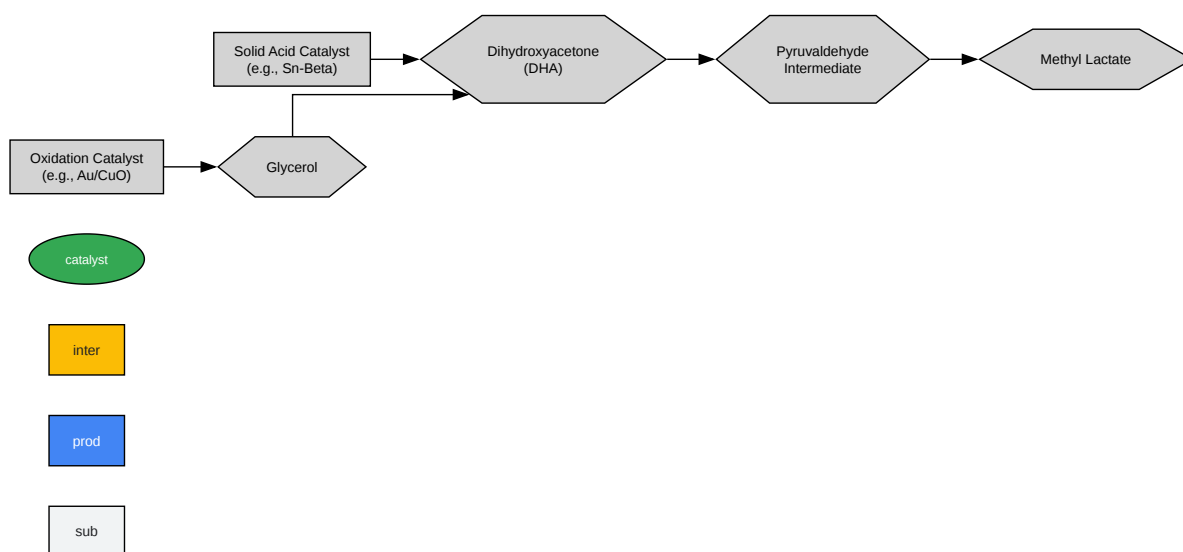 Solid Acid Catalyst
(e.g., Sn-Beta)
Dihydroxyacetone
(DHA)
Pyruvaldehyde
Intermediate
Methyl Lactate
Oxidation Catalyst
(e.g., Au/CuO)
Glycerol
catalyst
inter
prod
sub